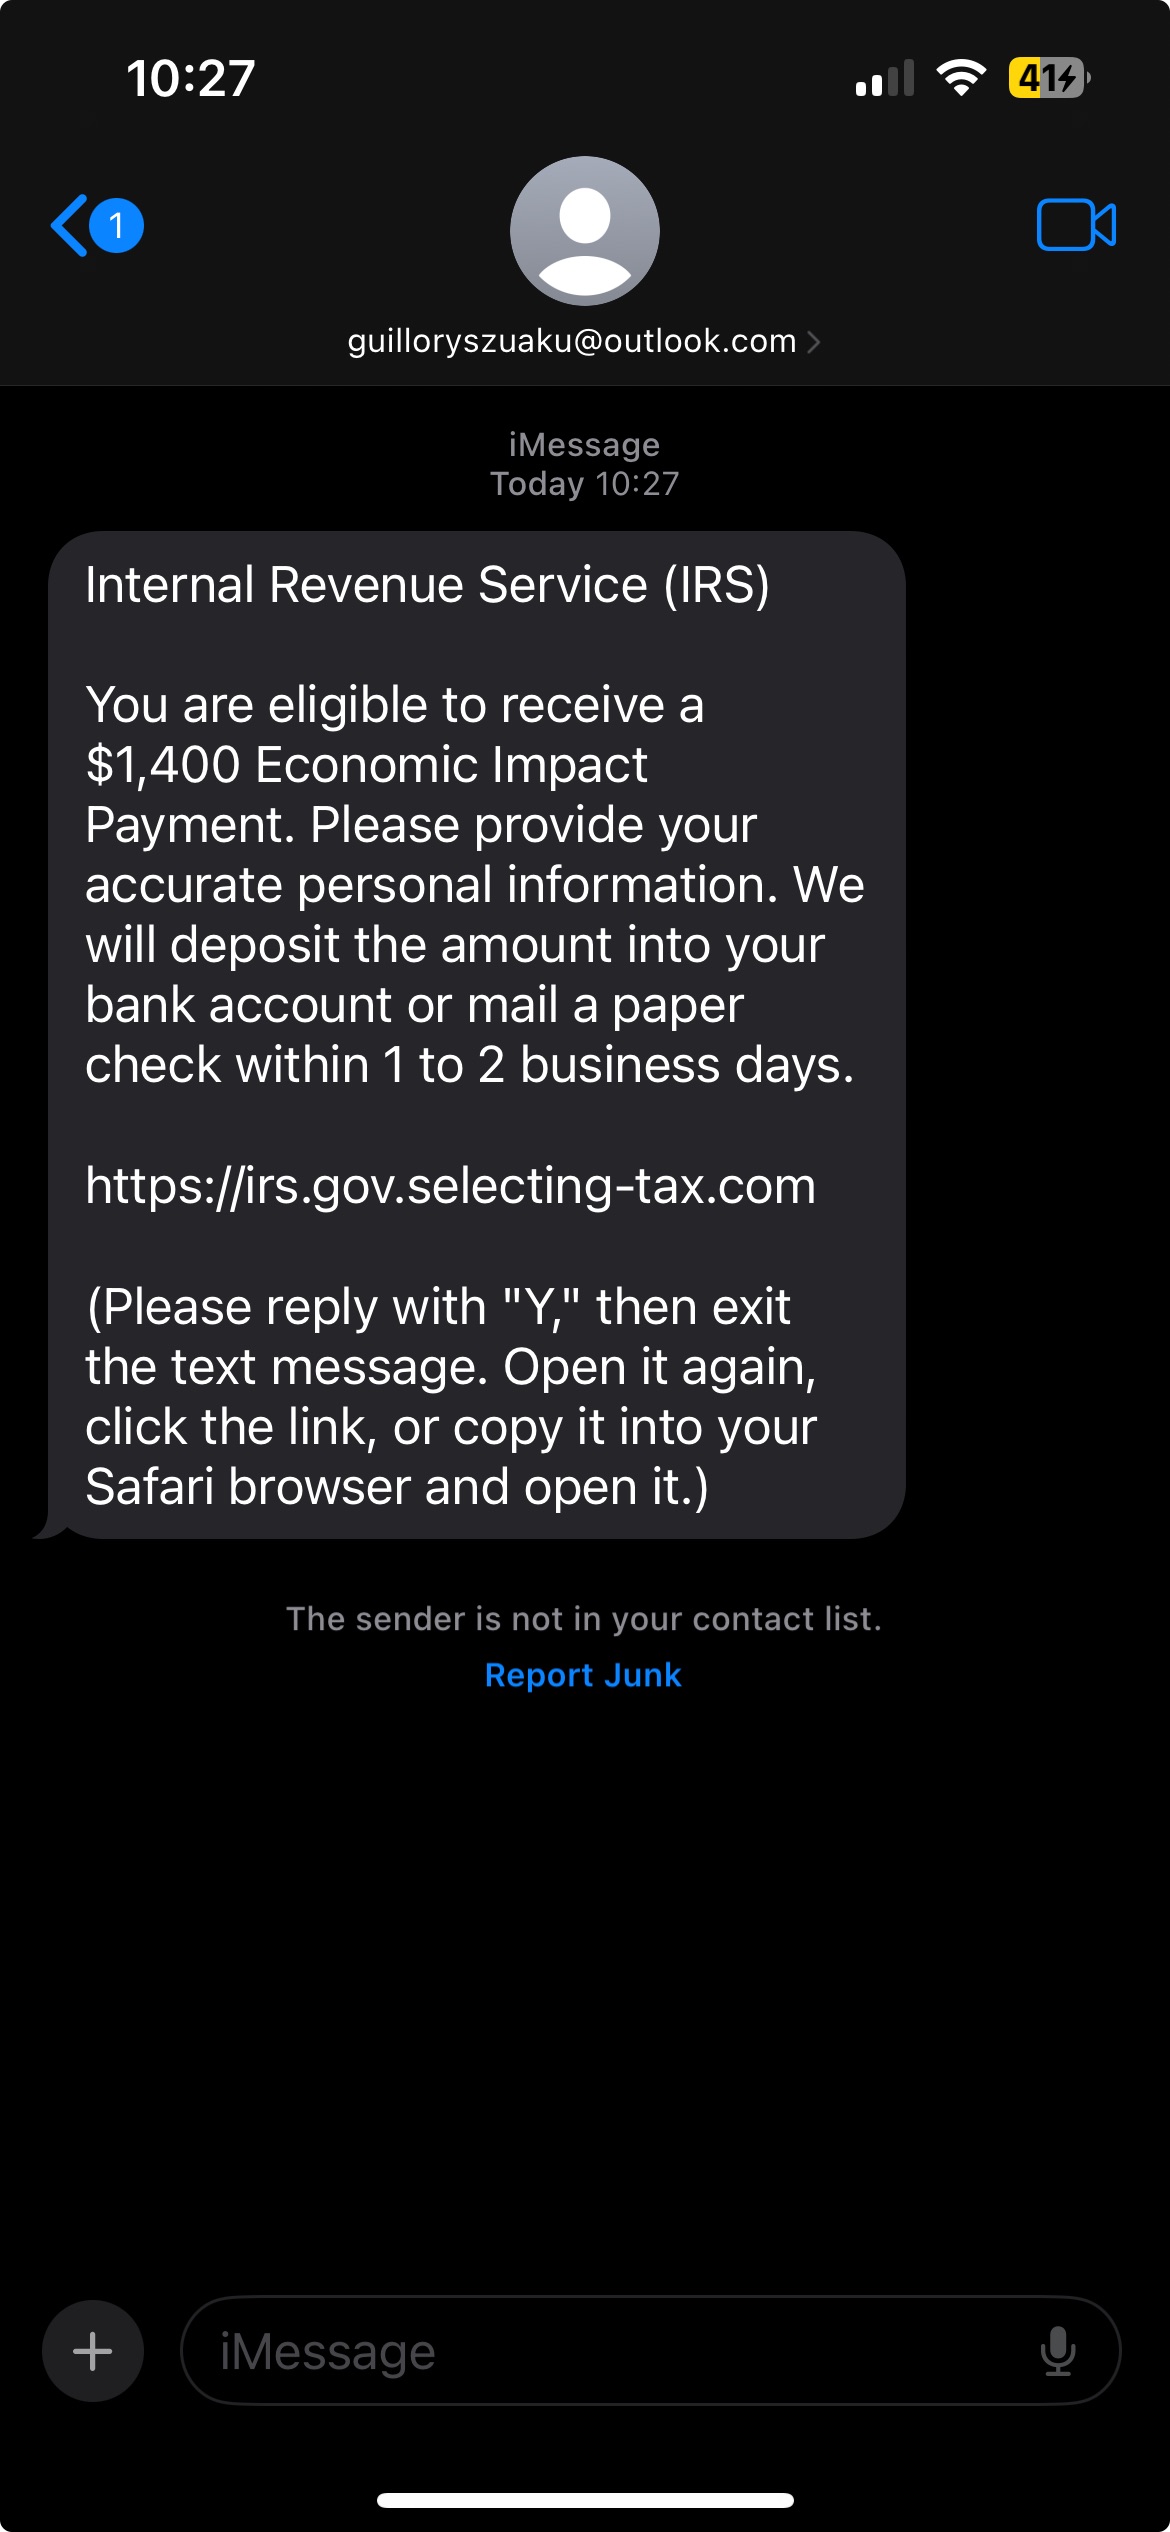 10:27
41
1
guilloryszuaku@outlook.com
iMessage
Today 10:27
Internal Revenue Service (IRS)
You are eligible to receive a
$1,400 Economic Impact
Payment. Please provide your
accurate personal information. We
will deposit the amount into your
bank account or mail a paper
check within 1 to 2 business days.
https://irs.gov.selecting-tax.com
(Please reply with "Y," then exit
the text message. Open it again,
click the link, or copy it into your
Safari browser and open it.)
The sender is not in your contact list.
Report Junk
iMessage